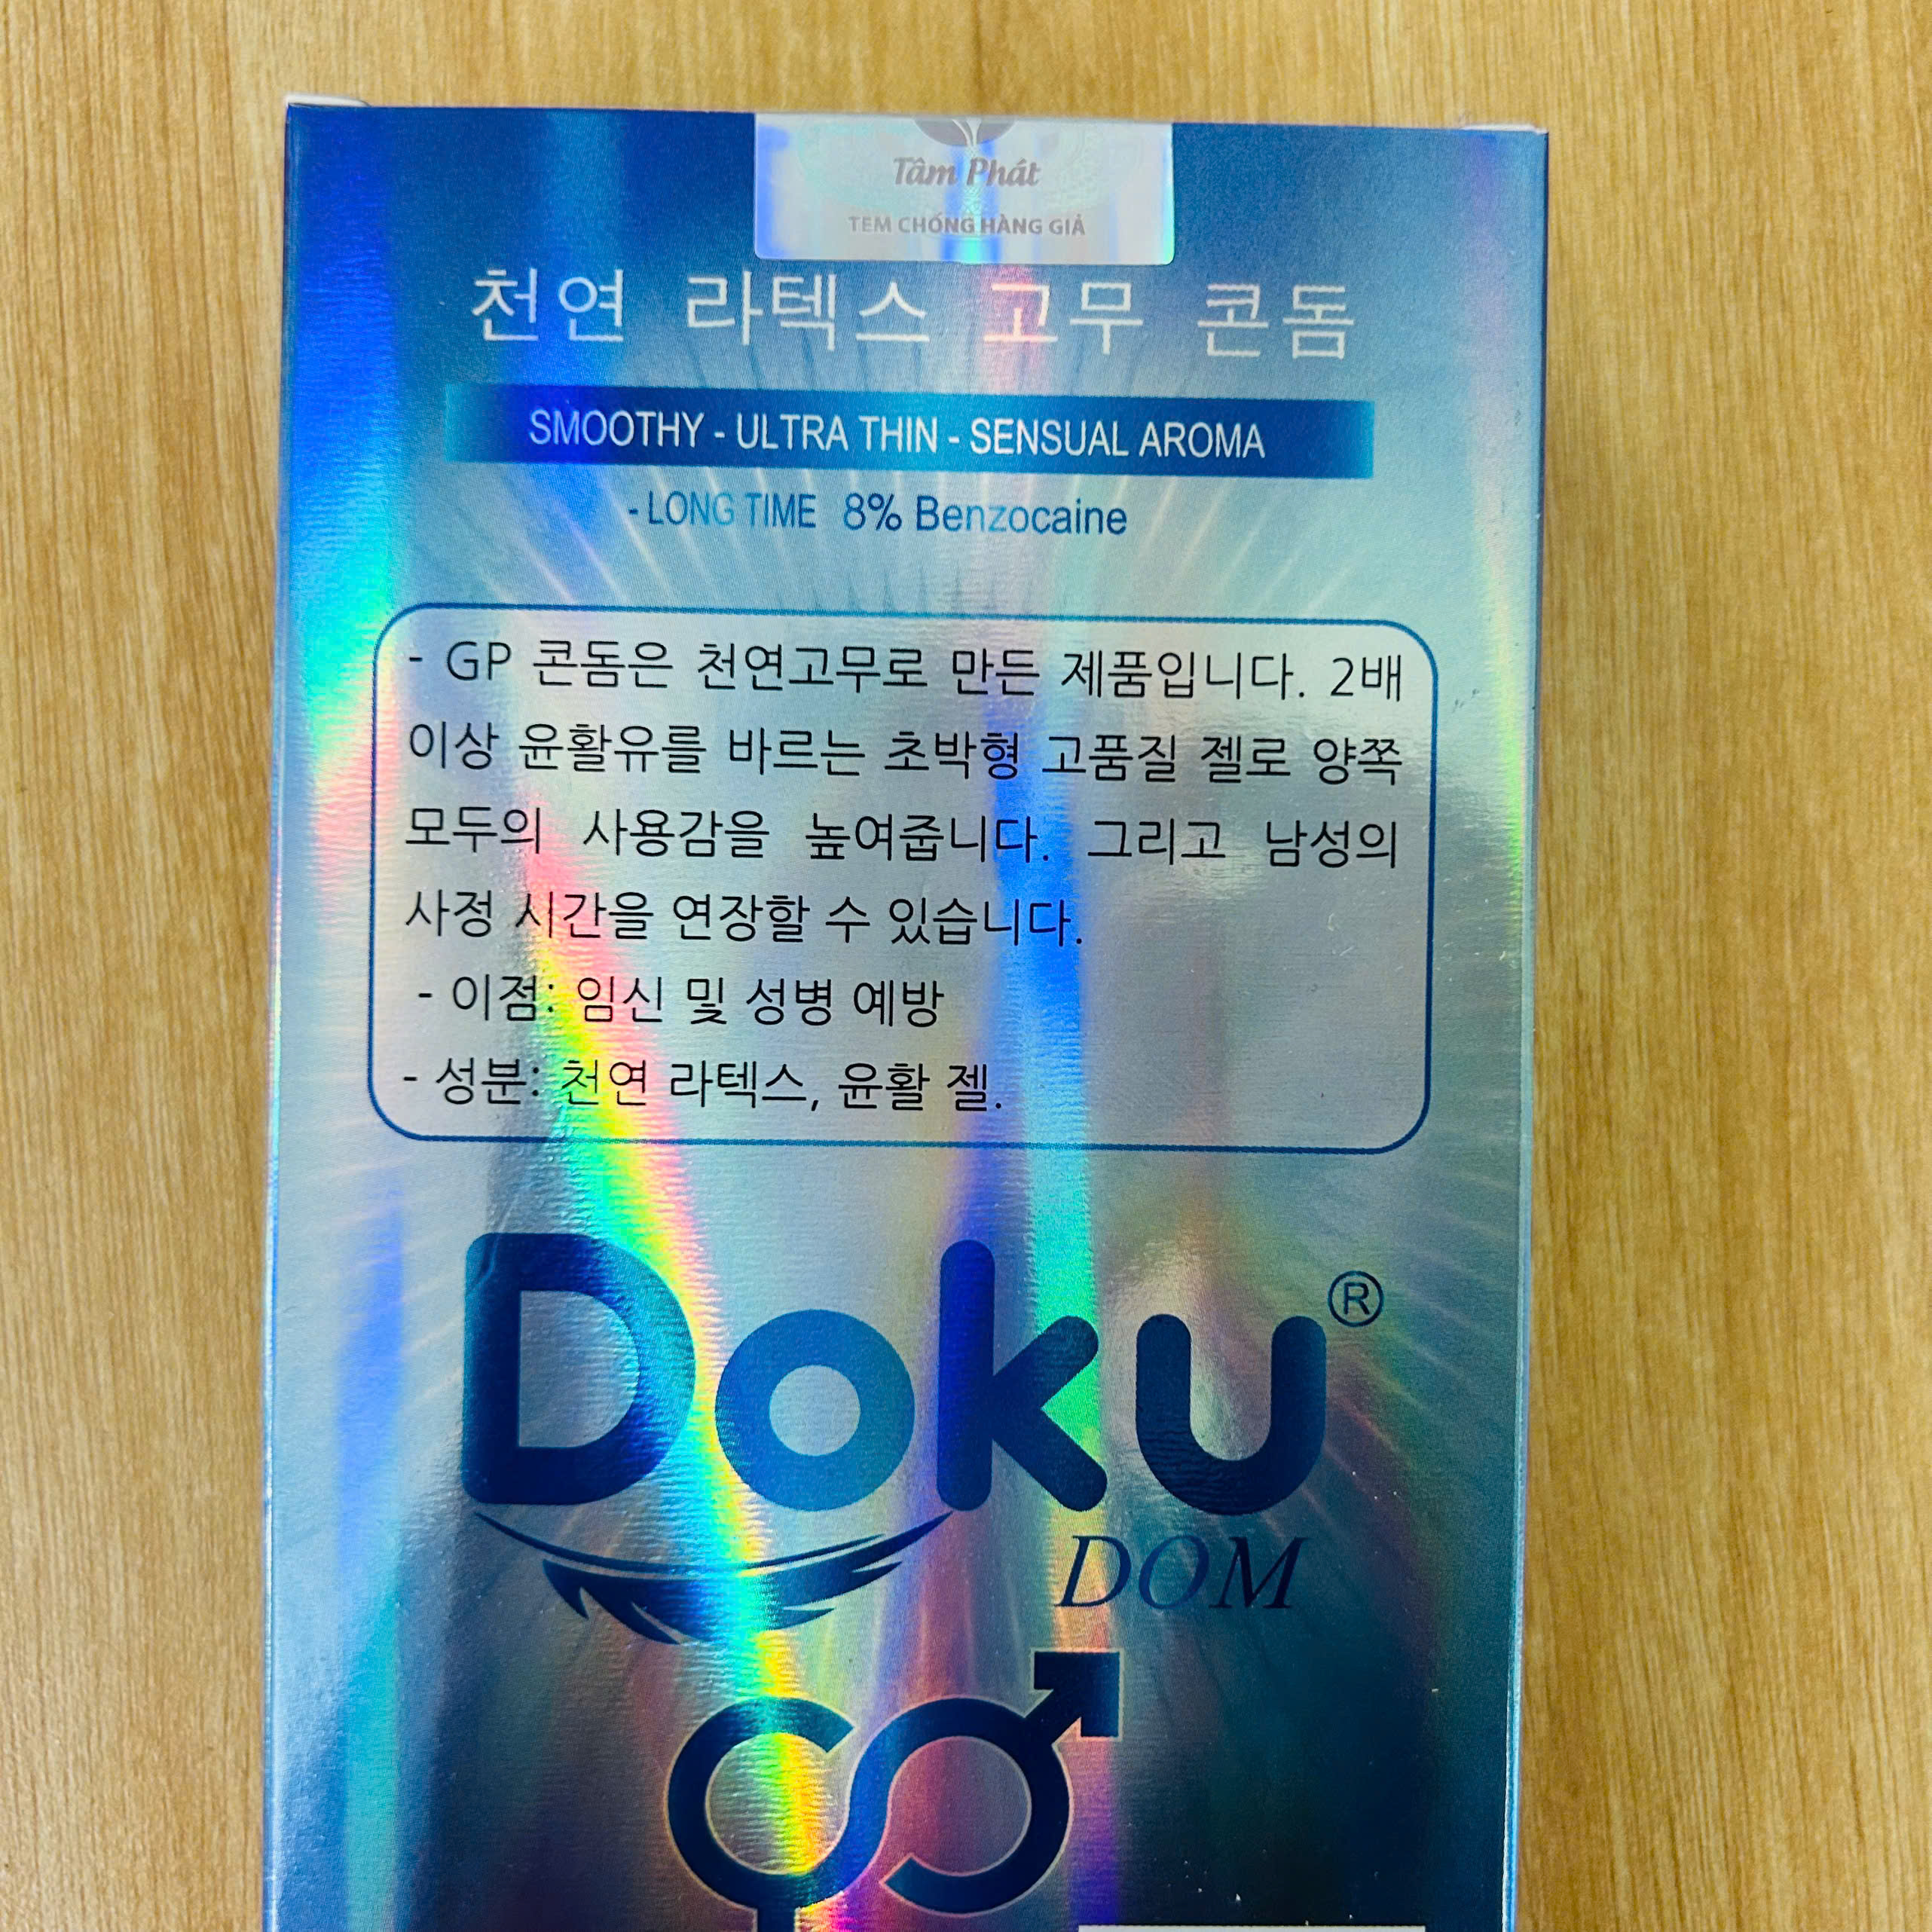 Tâm Phát
TEM CHỐNG HÀNG GIẢ
천연 라텍스 고무 콘돔
SMOOTHY - ULTRA THIN - SENSUAL AROMA
- LONG TIME 8% Benzocaine
- GP 콘돔은 천연고무로 만든 제품입니다. 2배
이상 윤활유를 바르는 초박형 고품질 젤로 양쪽
모두의 사용감을 높여줍니다. 그리고 남성의
사정 시간을 연장할 수 있습니다.
- 이점: 임신 및 성병 예방
- 성분: 천연 라텍스, 윤활 젤.
Doku®
DOM